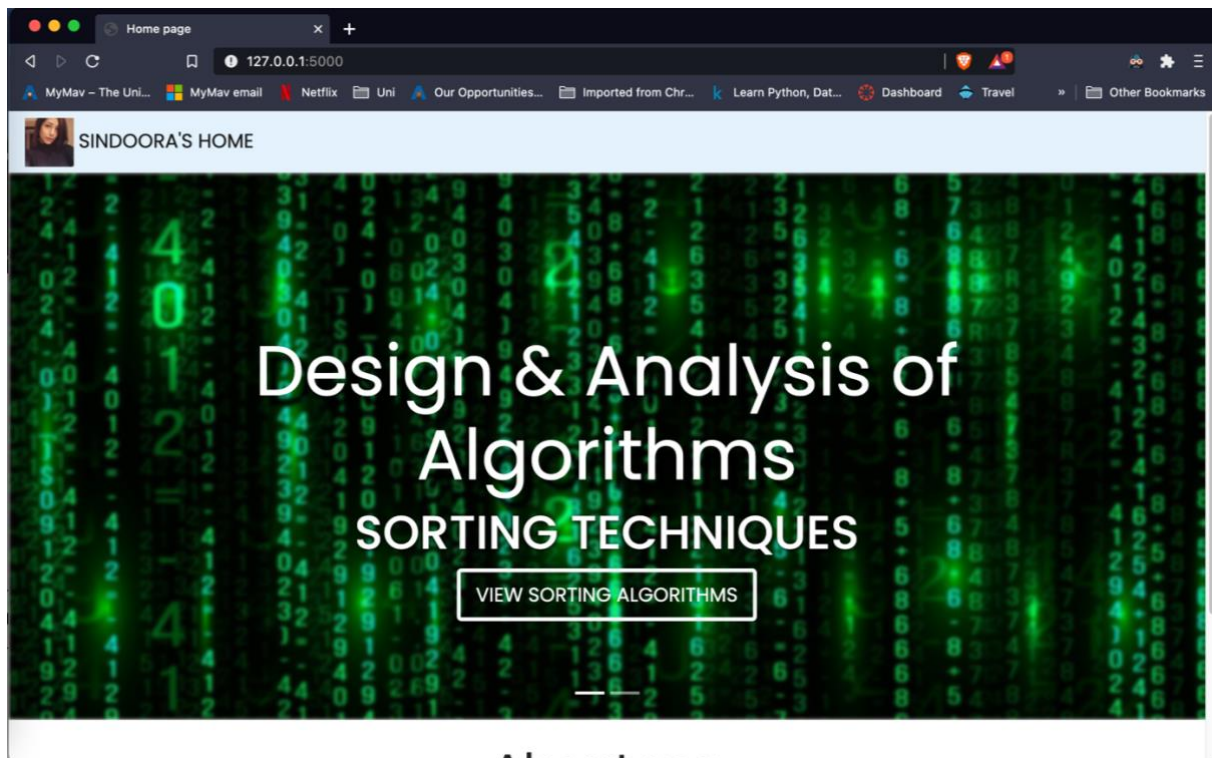 Home page
127.0.0.1:5000
MyMav – The Uni... MyMav email Netflix Uni Our Opportunities... Imported from Chr... Learn Python, Dat... Dashboard Travel » Other Bookmarks
SINDOORA'S HOME
Design & Analysis of
Algorithms
SORTING TECHNIQUES
VIEW SORTING ALGORITHMS